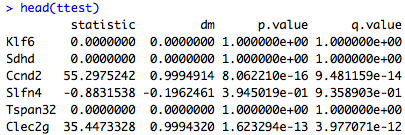 > head(ttest)
statistic dm p.value q.value
Klf6 0.0000000 0.0000000 1.000000e+00 1.000000e+00
Sdhd 0.0000000 0.0000000 1.000000e+00 1.000000e+00
Ccnd2 55.2975242 0.9994914 8.062210e-16 9.481159e-14
Slfn4 -0.8831538 -0.1962461 3.945019e-01 9.358903e-01
Tspan32 0.0000000 0.0000000 1.000000e+00 1.000000e+00
Clec2g 35.4473328 0.9994320 1.623294e-13 3.977071e-12